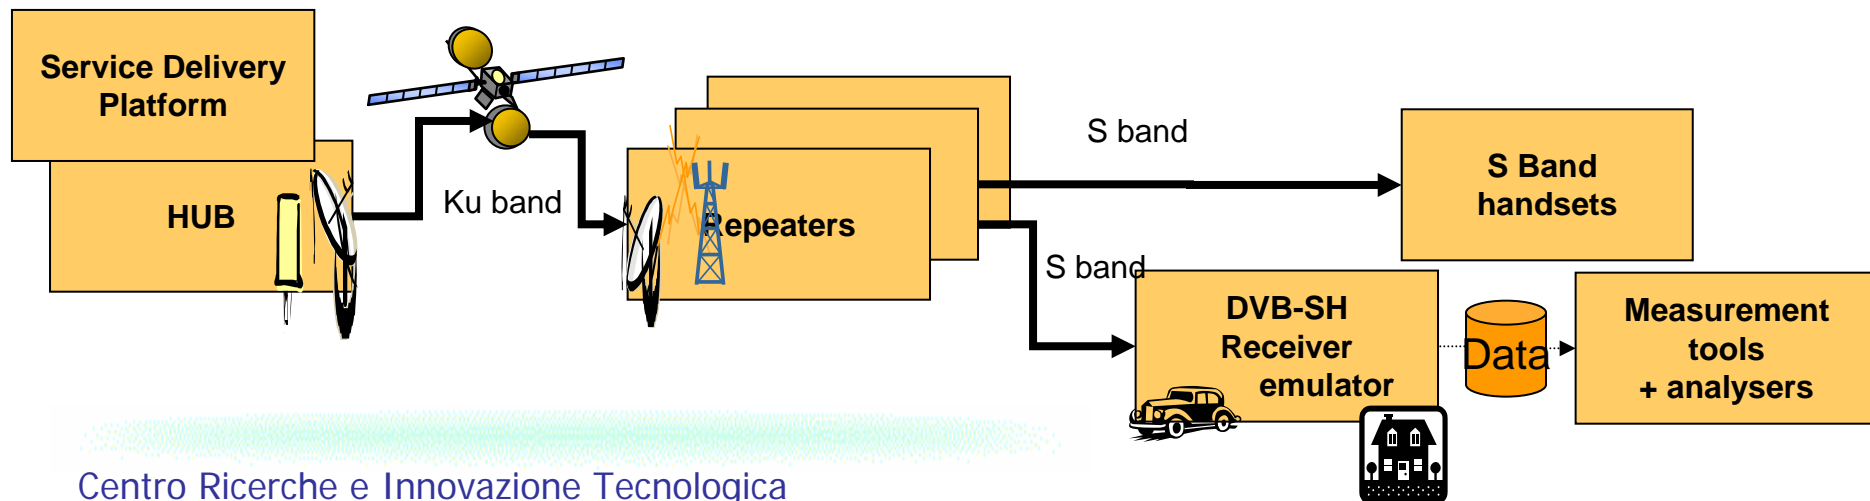 Service Delivery
Platform
HUB
Ku band
Repeaters
S band
S band
S Band
handsets
DVB-SH
Receiver
emulator
Data
Measurement
tools
+ analysers
Centro Ricerche e Innovazione Tecnologica